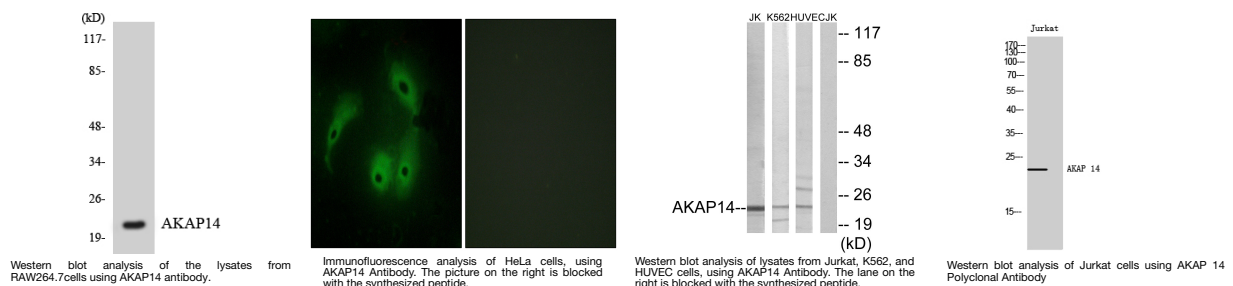 (kD)
117-
85-
48-
34-
26-
19-
AKAP14
Western blot analysis of the lysates from
RAW264.7cells using AKAP14 antibody.
Immunofluorescence analysis of HeLa cells, using
AKAP14 Antibody. The picture on the right is blocked
with the synthesized peptide.
JK K562HUVECJK
-- 117
-- 85
-- 48
-- 34
-- 26
-- 19
(kD)
AKAP14--
Western blot analysis of lysates from Jurkat, K562, and
HUVEC cells, using AKAP14 Antibody. The lane on the
right is blocked with the synthesized peptide.
Jurkat
170-
130-
100-
70-
55-
40-
35-
25-
15-
AKAP 14
Western blot analysis of Jurkat cells using AKAP 14
Polyclonal Antibody